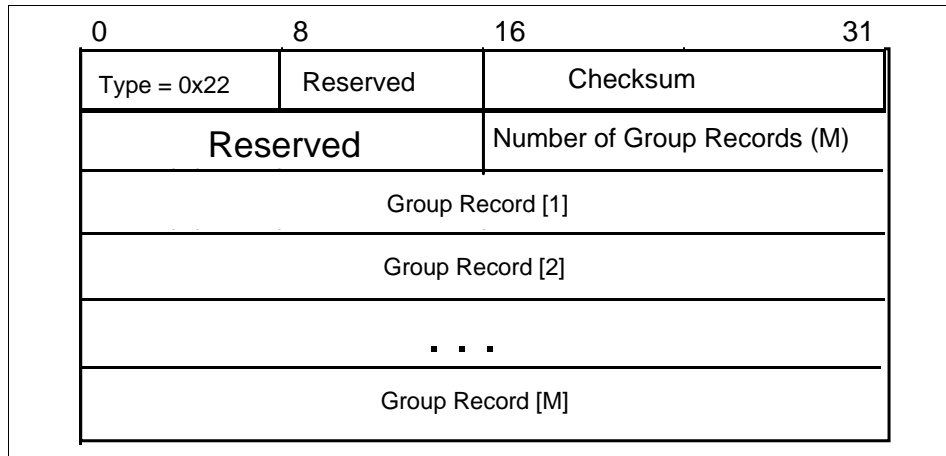 0 8 16 31
Type = 0x22 Reserved Checksum
Reserved Number of Group Records (M)
Group Record [1]
Group Record [2]
. . .
Group Record [M]